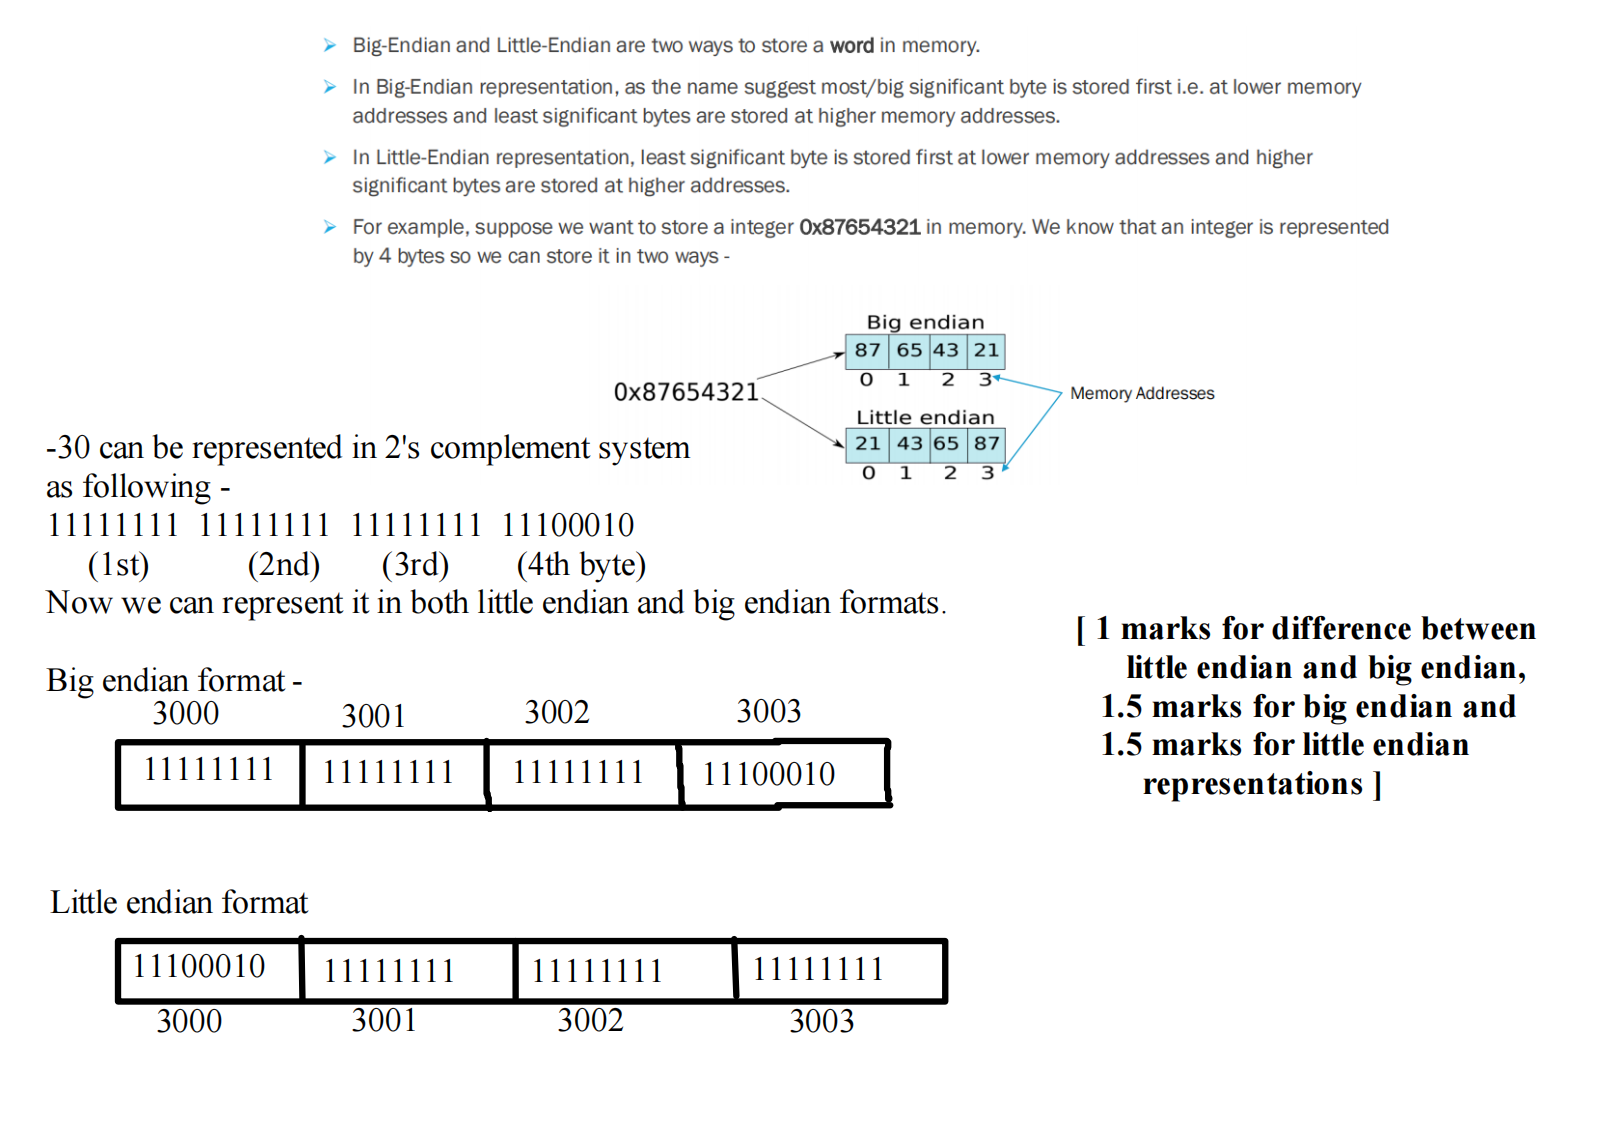 ➢ Big-Endian and Little-Endian are two ways to store a word in memory.
➢ In Big-Endian representation, as the name suggest most/big significant byte is stored first i.e. at lower memory
addresses and least significant bytes are stored at higher memory addresses.
➢ In Little-Endian representation, least significant byte is stored first at lower memory addresses and higher
significant bytes are stored at higher addresses.
➢ For example, suppose we want to store a integer 0x87654321 in memory. We know that an integer is represented
by 4 bytes so we can store it in two ways -
Big endian
87 65 43 21
0 1 2 3
0x87654321
Memory Addresses
Little endian
21 43 65 87
0 1 2 3
-30 can be represented in 2's complement system
as following -
11111111 11111111 11111111 11100010
(1st) (2nd) (3rd) (4th byte)
Now we can represent it in both little endian and big endian formats.
[ 1 marks for difference between
little endian and big endian,
1.5 marks for big endian and
1.5 marks for little endian
representations ]
Big endian format -
3000 3001 3002 3003
11111111 11111111 11111111 11100010
Little endian format
11100010 11111111 11111111 11111111
3000 3001 3002 3003